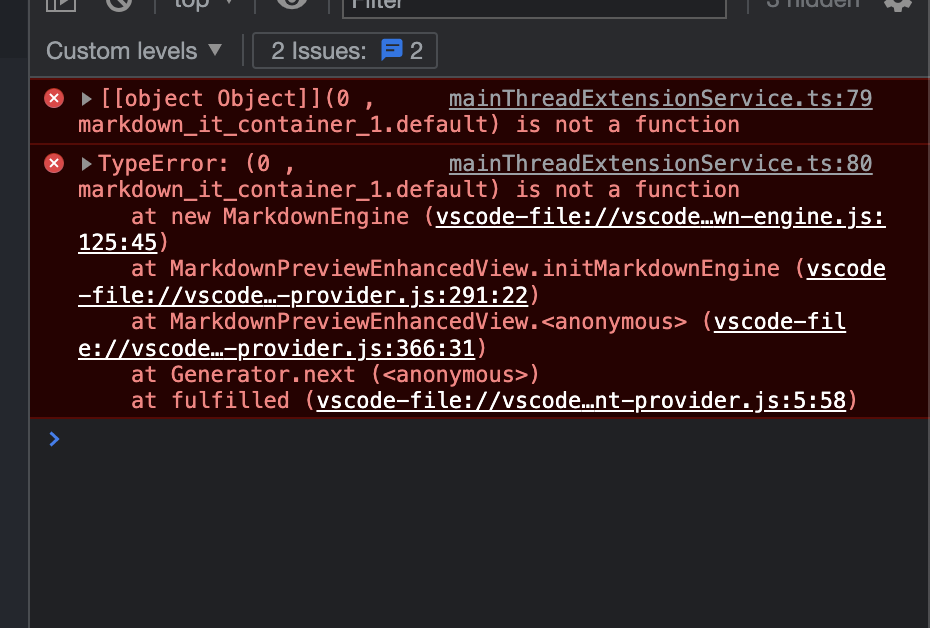 top Filter 3 hidden
Custom levels ▼ 2 Issues: 2
[[object Object]](0 , mainThreadExtensionService.ts:79
markdown_it_container_1.default) is not a function
TypeError: (0 , mainThreadExtensionService.ts:80
markdown_it_container_1.default) is not a function
at new MarkdownEngine (vscode-file://vscode…wn-engine.js:
125:45)
at MarkdownPreviewEnhancedView.initMarkdownEngine (vscode
-file://vscode…-provider.js:291:22)
at MarkdownPreviewEnhancedView.<anonymous> (vscode-fil
e://vscode…-provider.js:366:31)
at Generator.next (<anonymous>)
at fulfilled (vscode-file://vscode…nt-provider.js:5:58)